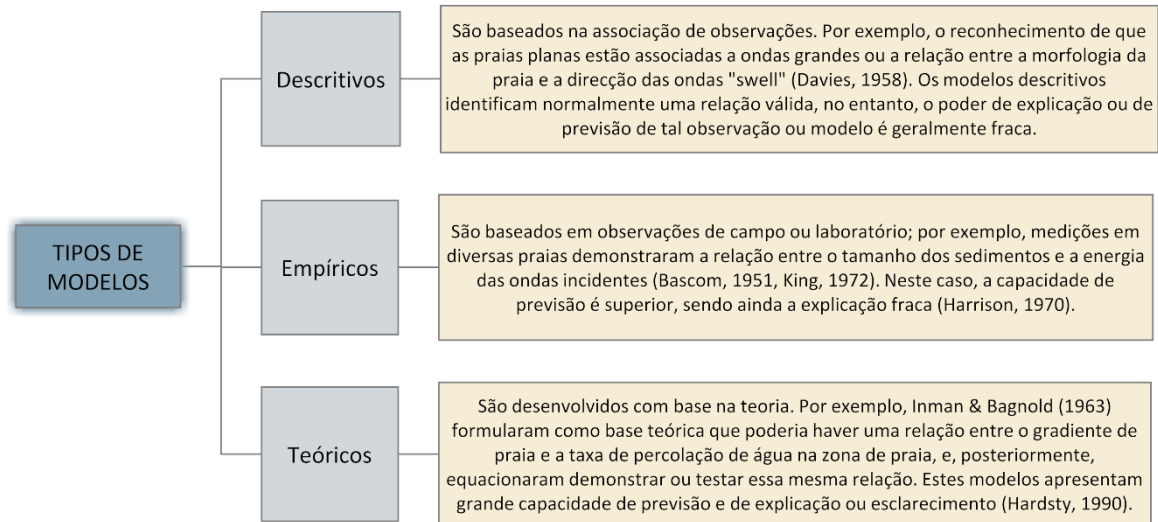 São baseados na associação de observações. Por exemplo, o reconhecimento de que
as praias planas estão associadas a ondas grandes ou a relação entre a morfologia da
praia e a direcção das ondas "swell" (Davies, 1958). Os modelos descritivos
identificam normalmente uma relação válida, no entanto, o poder de explicação ou de
previsão de tal observação ou modelo é geralmente fraca.
Descritivos
TIPOS DE
MODELOS
Empíricos
São baseados em observações de campo ou laboratório; por exemplo, medições em
diversas praias demonstraram a relação entre o tamanho dos sedimentos e a energia
das ondas incidentes (Bascom, 1951, King, 1972). Neste caso, a capacidade de
previsão é superior, sendo ainda a explicação fraca (Harrison, 1970).
Teóricos
São desenvolvidos com base na teoria. Por exemplo, Inman & Bagnold (1963)
formularam como base teórica que poderia haver uma relação entre o gradiente de
praia e a taxa de percolação de água na zona de praia, e, posteriormente,
equacionaram demonstrar ou testar essa mesma relação. Estes modelos apresentam
grande capacidade de previsão e de explicação ou esclarecimento (Hardsty, 1990).